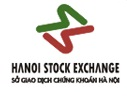 HANOI STOCK EXCHANGE
SỞ GIAO DỊCH CHỨNG KHOÁN HÀ NỘI